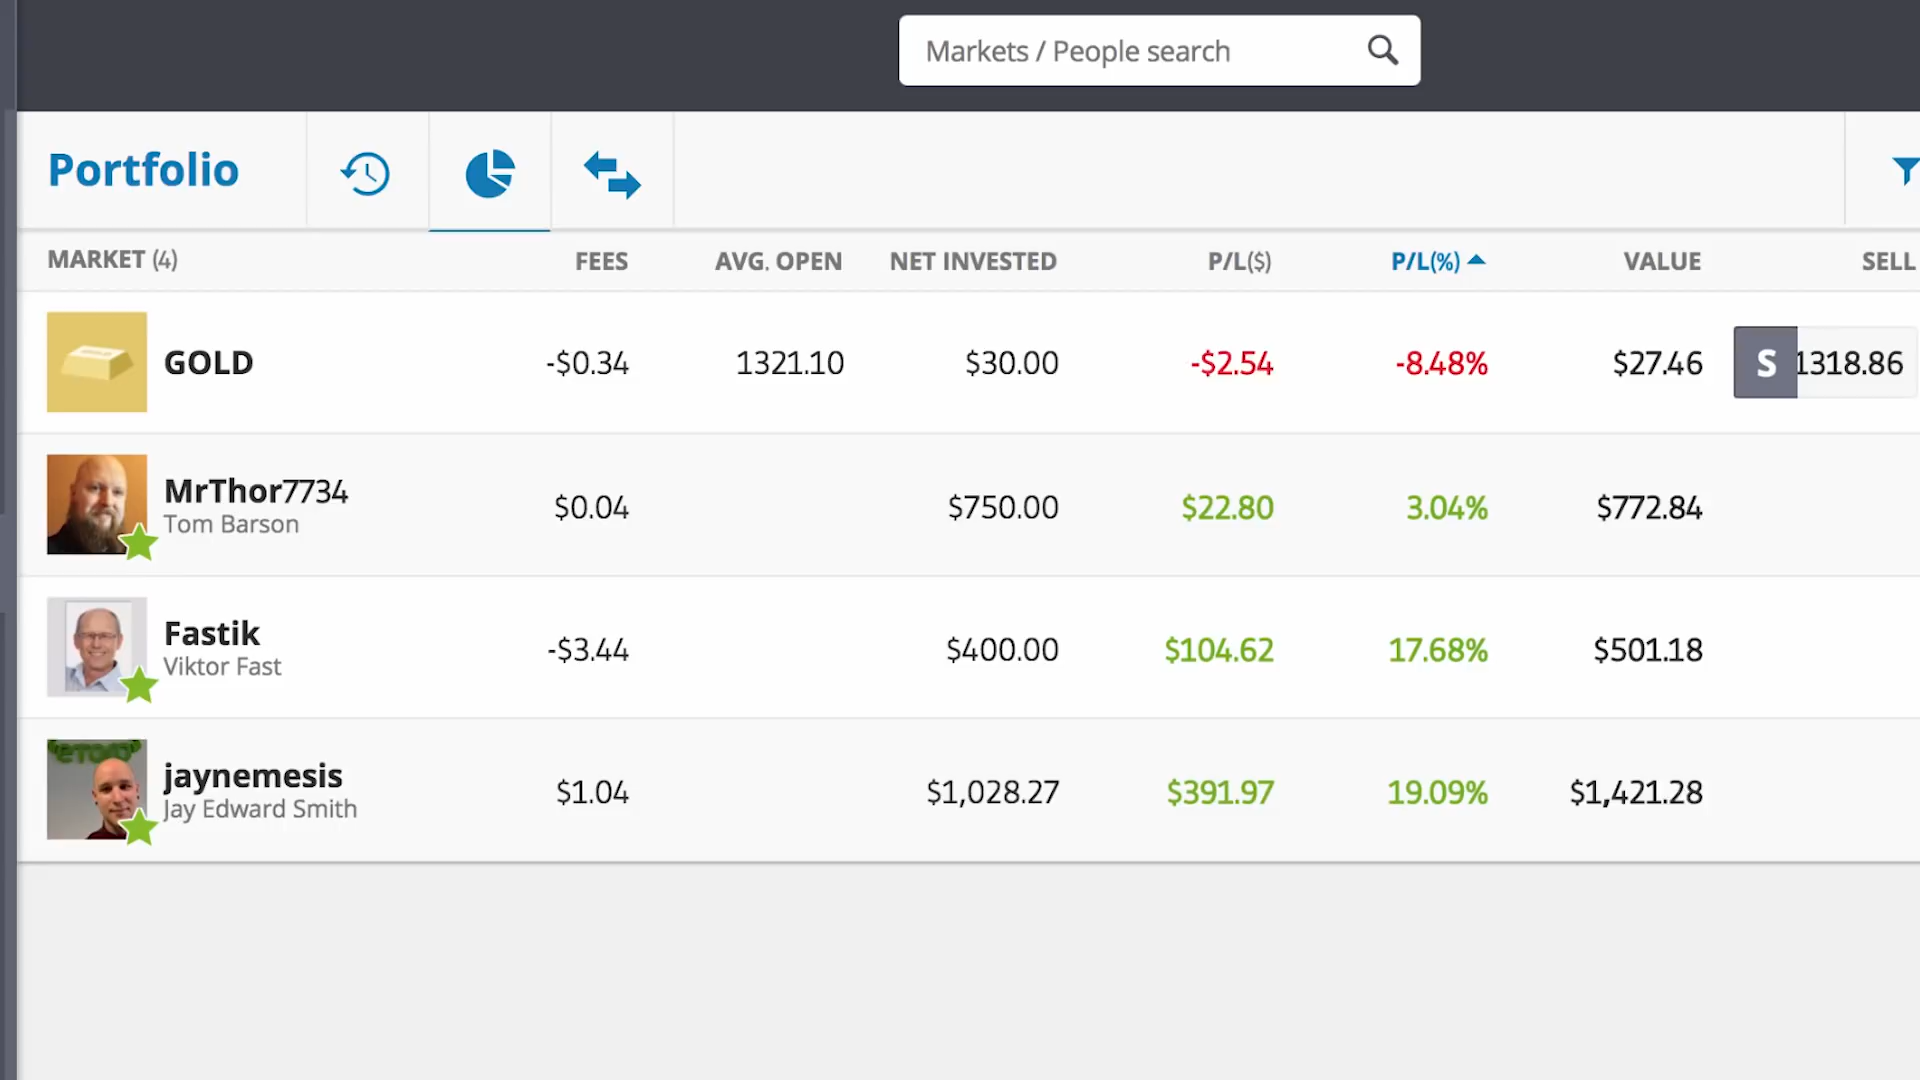 Markets / People search
Portfolio
MARKET (4) FEES AVG. OPEN NET INVESTED P/L($) P/L(%) VALUE SELL
GOLD -$0.34 1321.10 $30.00 -$2.54 -8.48% $27.46 S 1318.86
MrThor7734 $0.04 $750.00 $22.80 3.04% $772.84
Tom Barson
Fastik -$3.44 $400.00 $104.62 17.68% $501.18
Viktor Fast
eToro
jaynemesis $1.04 $1,028.27 $391.97 19.09% $1,421.28
Jay Edward Smith